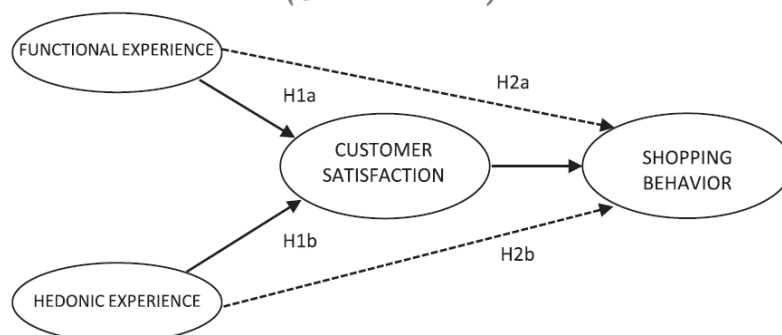 FUNCTIONAL EXPERIENCE
H1a
H2a
CUSTOMER
SATISFACTION
SHOPPING
BEHAVIOR
H1b
H2b
HEDONIC EXPERIENCE